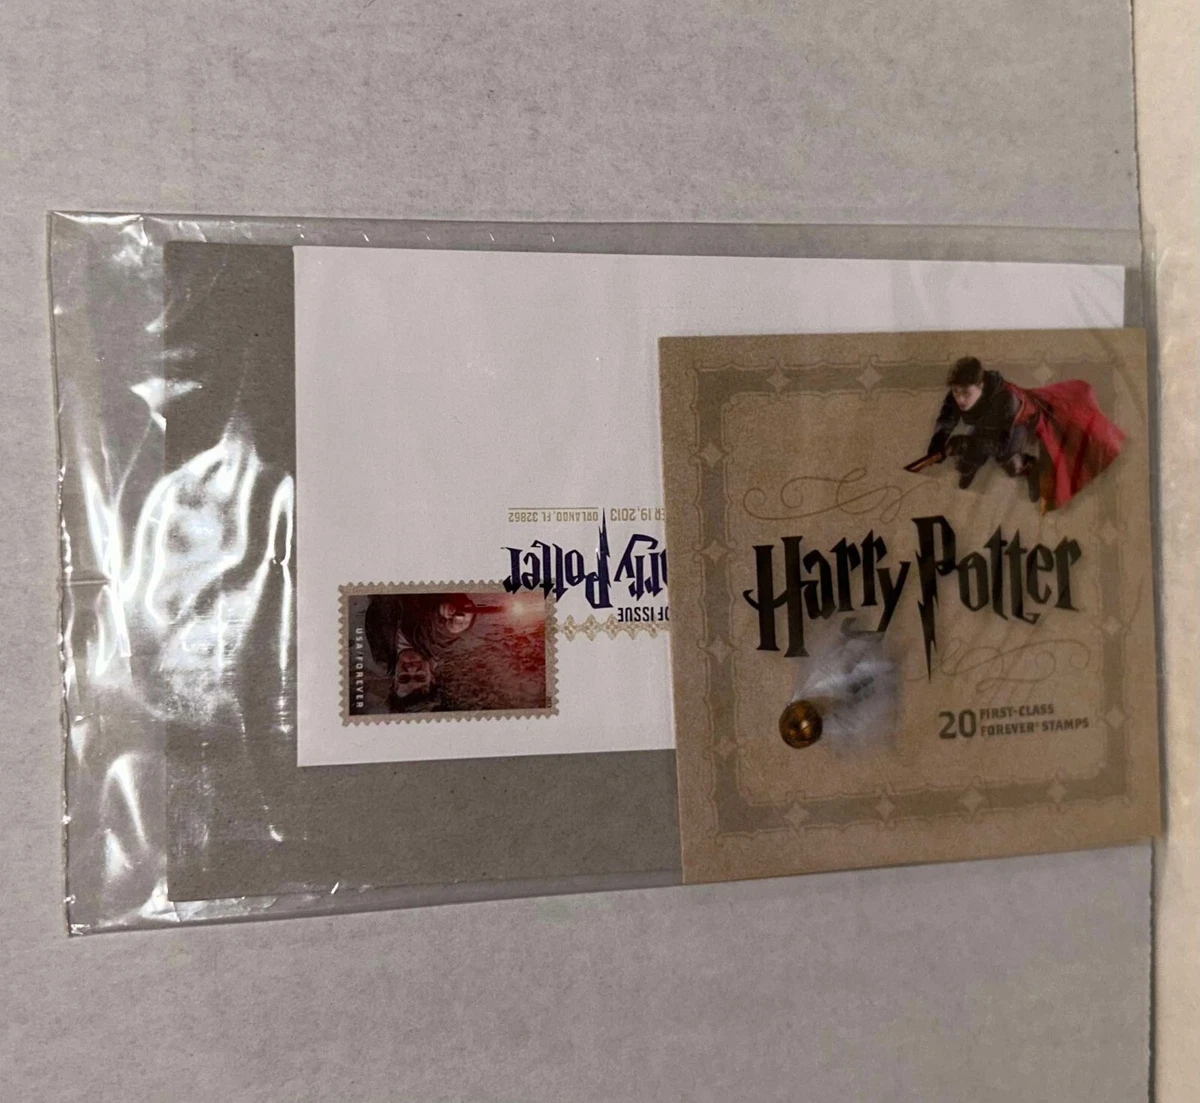 Harry Potter
20 FIRST-CLASS
FOREVER® STAMPS
OF ISSUE
rry Potter
ER 19, 2013 ORLANDO, FL 32862
USA/FOREVER